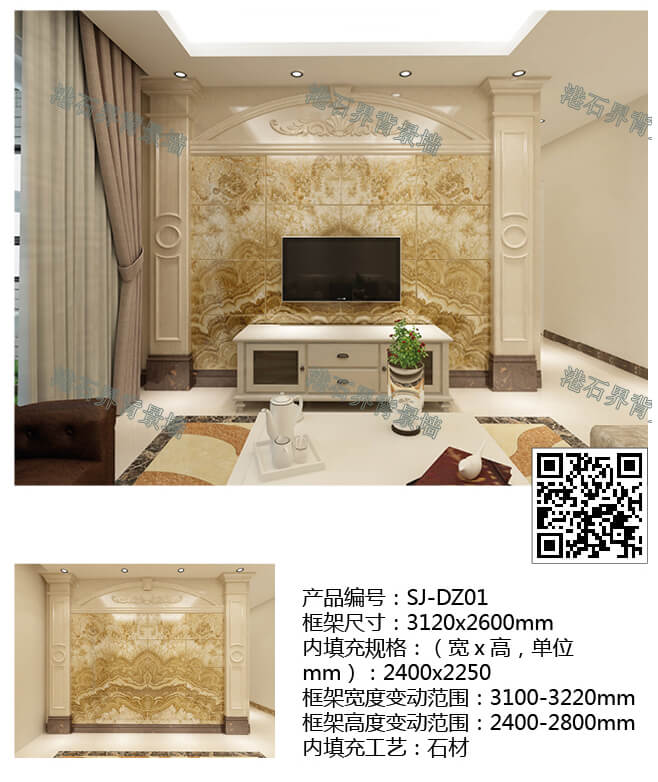 港石界背景墙
港石界背景墙
港石界背
港石界背景墙
港石界背景墙
港石界背
产品编号：SJ-DZ01
框架尺寸：3120x2600mm
内填充规格：（宽 x 高，单位
mm）：2400x2250
框架宽度变动范围：3100-3220mm
框架高度变动范围：2400-2800mm
内填充工艺：石材